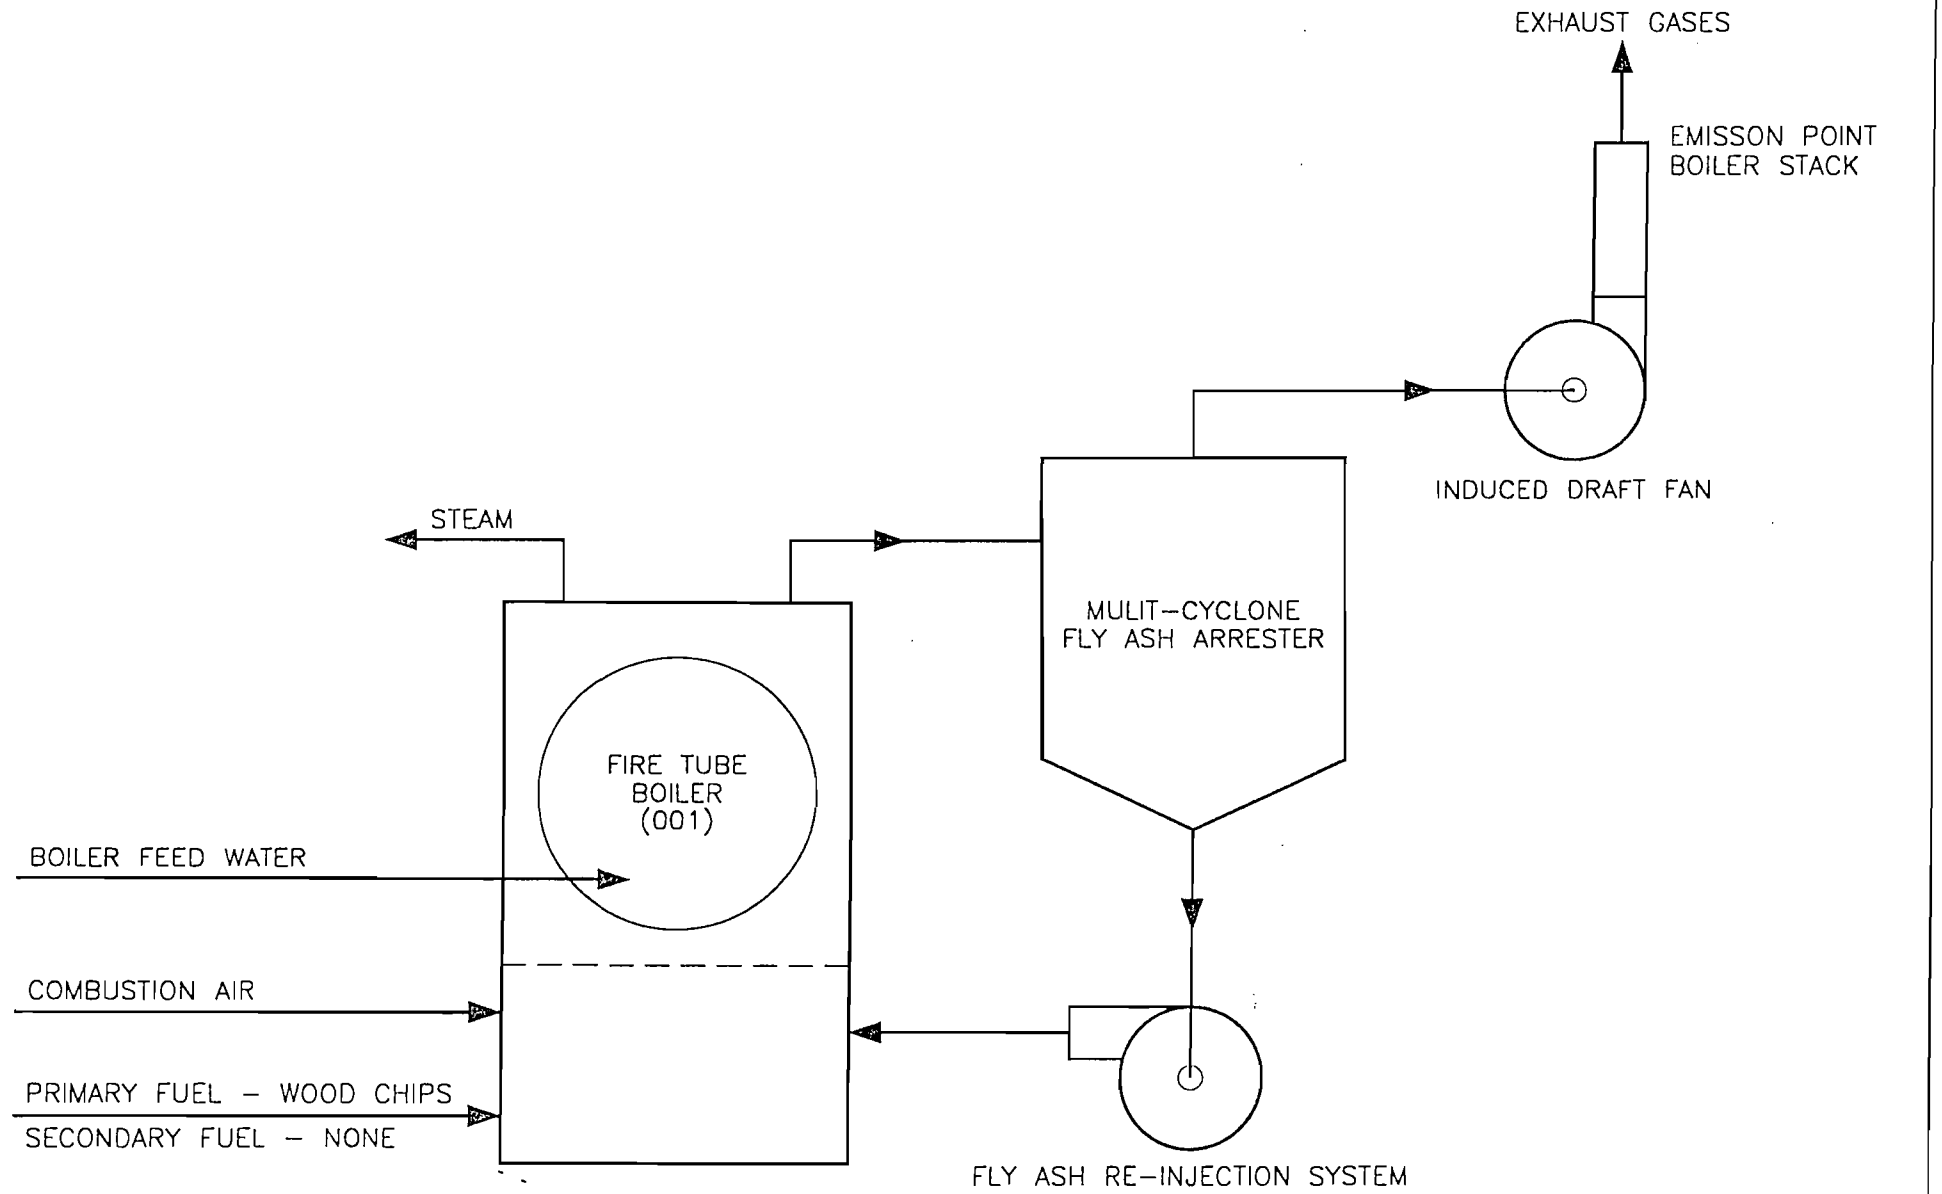 EXHAUST GASES
EMISSON POINT
BOILER STACK
INDUCED DRAFT FAN
STEAM
MULIT-CYCLONE
FLY ASH ARRESTER
FIRE TUBE
BOILER
(001)
BOILER FEED WATER
COMBUSTION AIR
PRIMARY FUEL - WOOD CHIPS
SECONDARY FUEL - NONE
FLY ASH RE-INJECTION SYSTEM